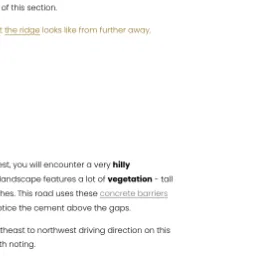 of this section.
t the ridge looks like from further away.
est, you will encounter a very hilly
landscape features a lot of vegetation - tall
hes. This road uses these concrete barriers
otice the cement above the gaps.
theast to northwest driving direction on this
th noting.